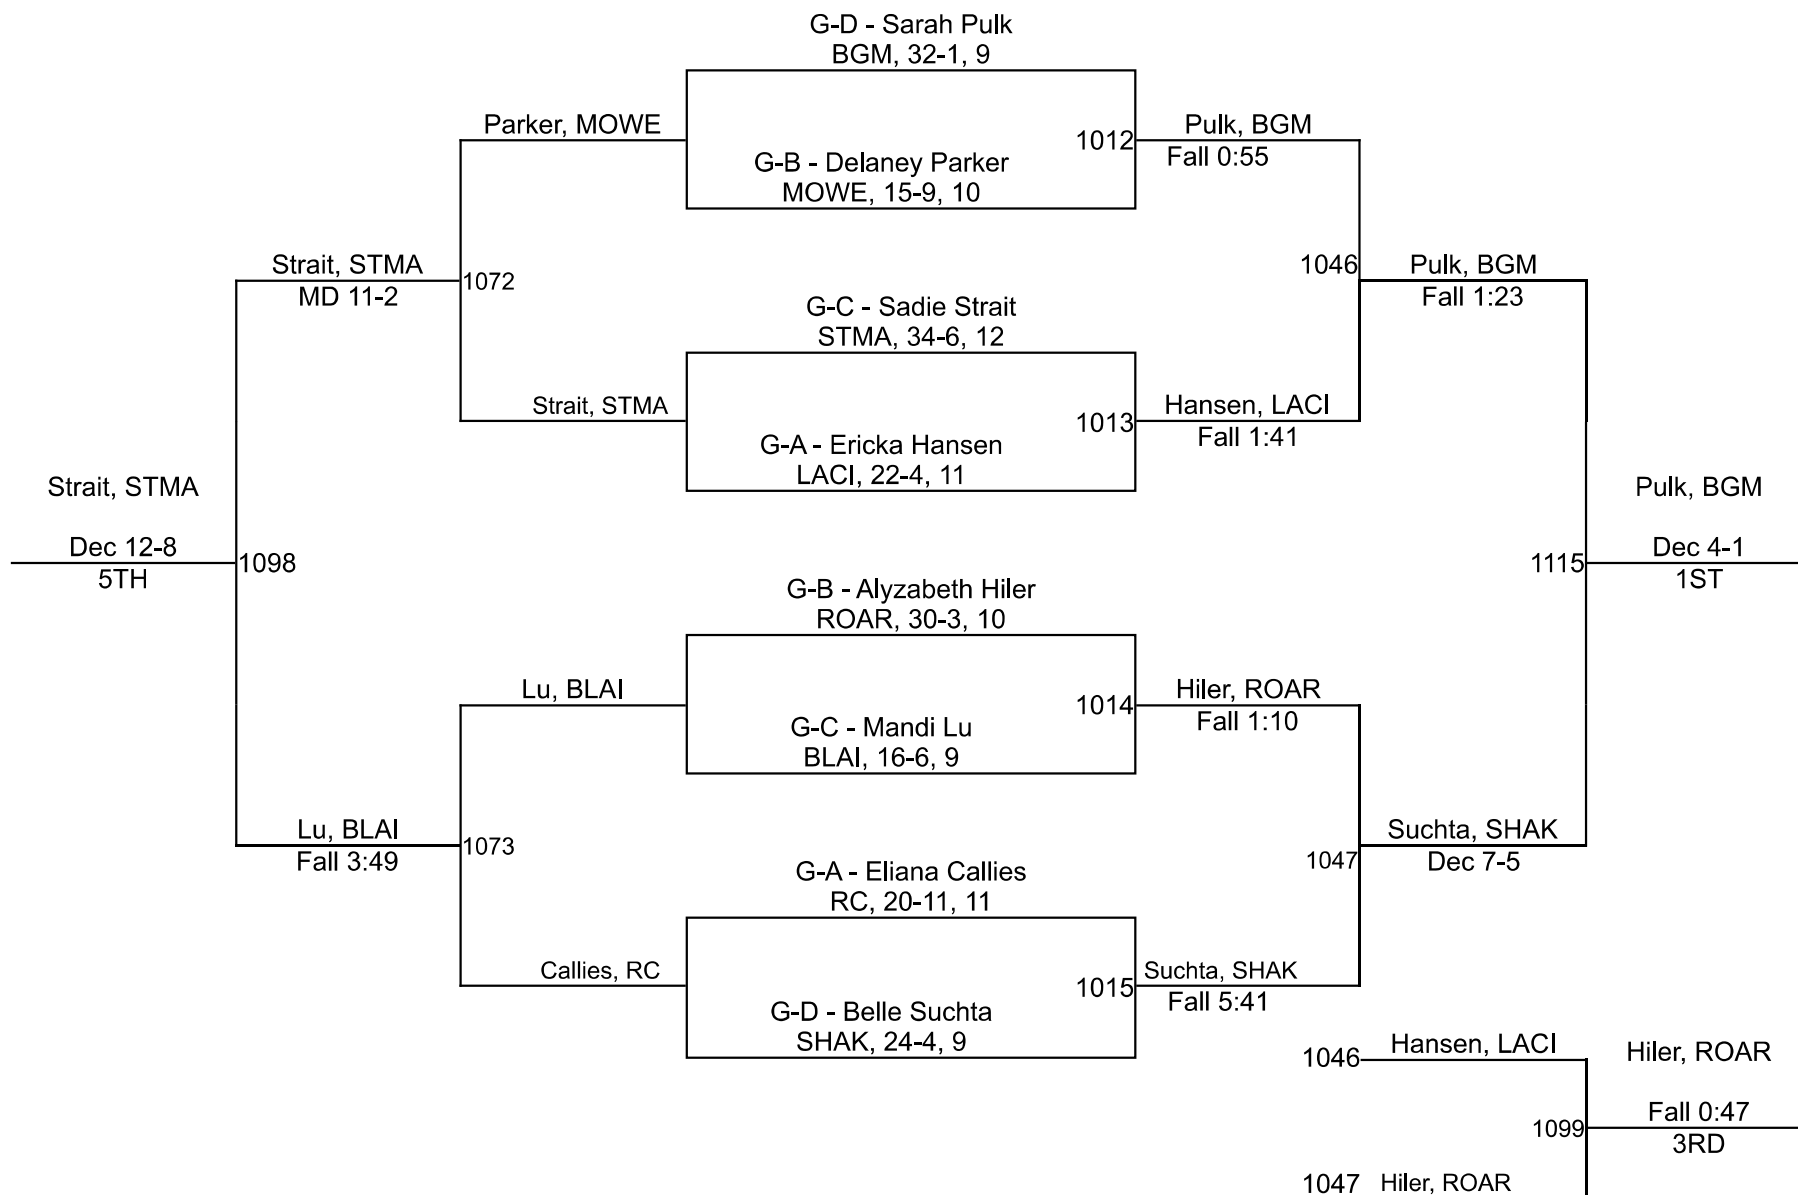 G-D - Sarah Pulk
BGM, 32-1, 9
Parker, MOWE
1012
Pulk, BGM
Fall 0:55
G-B - Delaney Parker
MOWE, 15-9, 10
Strait, STMA
MD 11-2
1072
1046
Pulk, BGM
Fall 1:23
G-C - Sadie Strait
STMA, 34-6, 12
Strait, STMA
1013
Hansen, LACI
Fall 1:41
G-A - Ericka Hansen
LACI, 22-4, 11
Strait, STMA
Dec 12-8
5TH
1098
1115
Pulk, BGM
Dec 4-1
1ST
G-B - Alyzabeth Hiler
ROAR, 30-3, 10
Lu, BLAI
1014
Hiler, ROAR
Fall 1:10
G-C - Mandi Lu
BLAI, 16-6, 9
Lu, BLAI
Fall 3:49
1073
1047
Suchta, SHAK
Dec 7-5
G-A - Eliana Callies
RC, 20-11, 11
Callies, RC
1015
Suchta, SHAK
Fall 5:41
G-D - Belle Suchta
SHAK, 24-4, 9
1046
Hansen, LACI
Hiler, ROAR
1099
Fall 0:47
3RD
1047
Hiler, ROAR